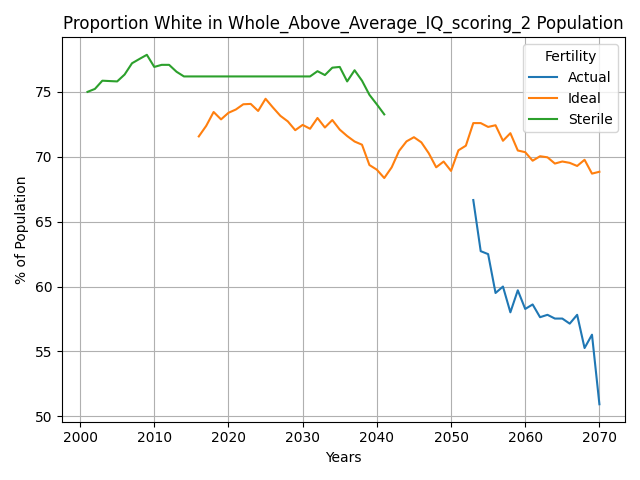 Proportion White in Whole_Above_Average_IQ_scoring_2 Population
Fertility
Actual
Ideal
Sterile
% of Population
75
70
65
60
55
50
2000 2010 2020 2030 2040 2050 2060 2070
Years